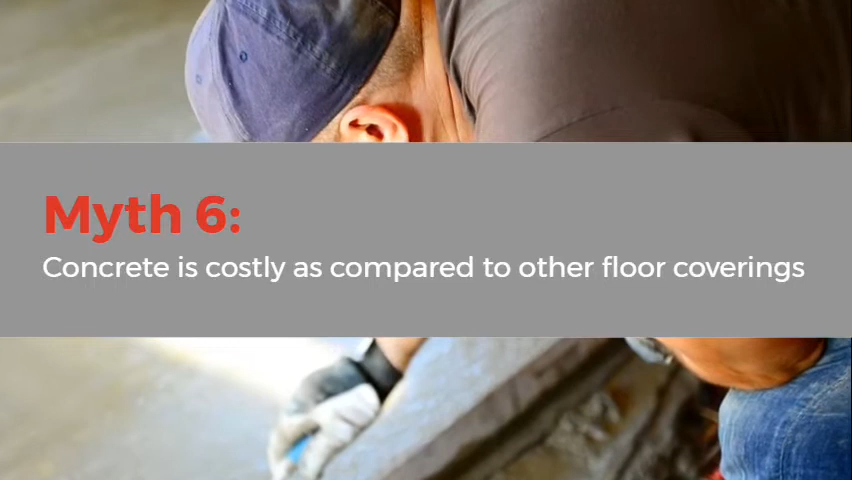 Myth 6:
Concrete is costly as compared to other floor coverings